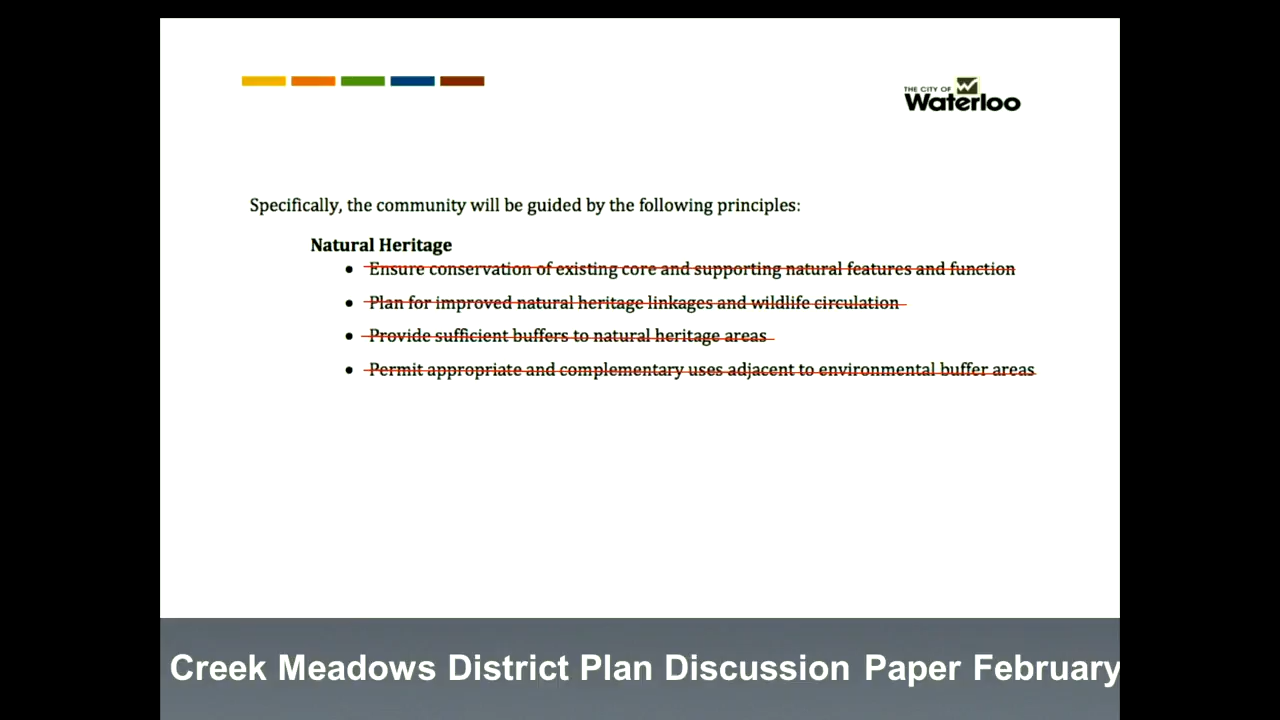 THE CITY OF
Waterloo
Specifically, the community will be guided by the following principles:
Natural Heritage
• Ensure conservation of existing core and supporting natural features and function
• Plan for improved natural heritage linkages and wildlife circulation
• Provide sufficient buffers to natural heritage areas
• Permit appropriate and complementary uses adjacent to environmental buffer areas
Creek Meadows District Plan Discussion Paper February